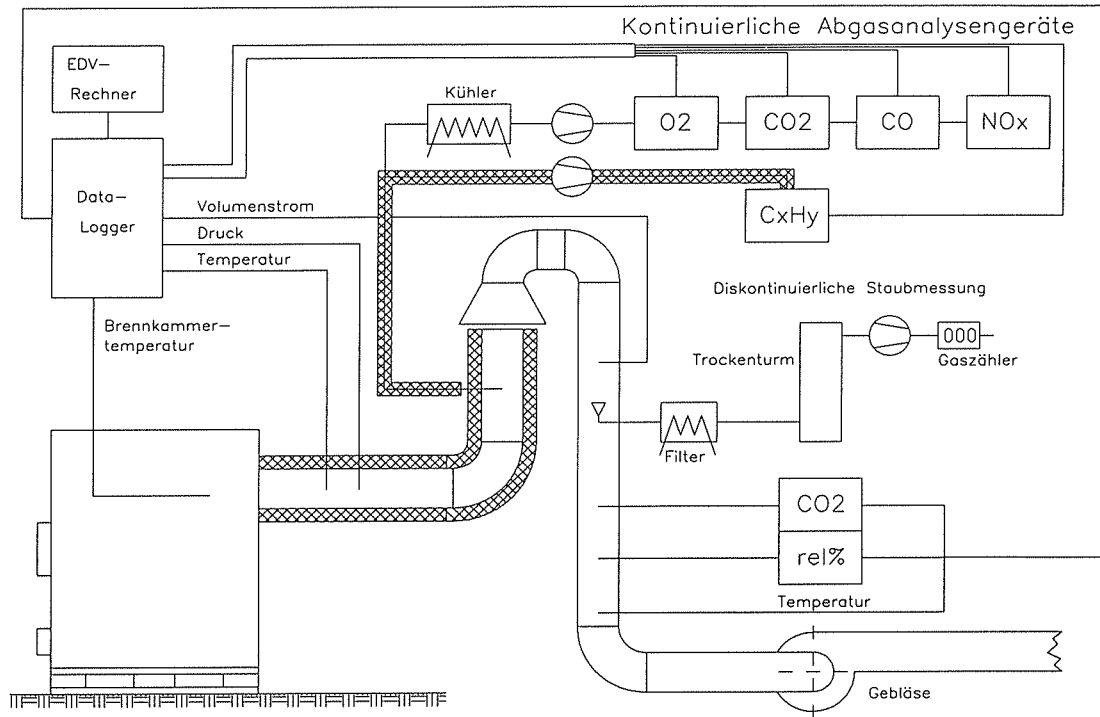 Kontinuierliche Abgasanalysengeräte
EDV-
Rechner
Kühler
O2
CO2
CO
NOx
Data-
Logger
Volumenstrom
Druck
Temperatur
CxHy
Brennkammer-
temperatur
Diskontinuierliche Staubmessung
Trockenturm
000
Gaszähler
Filter
CO2
rel%
Temperatur
Gebläse